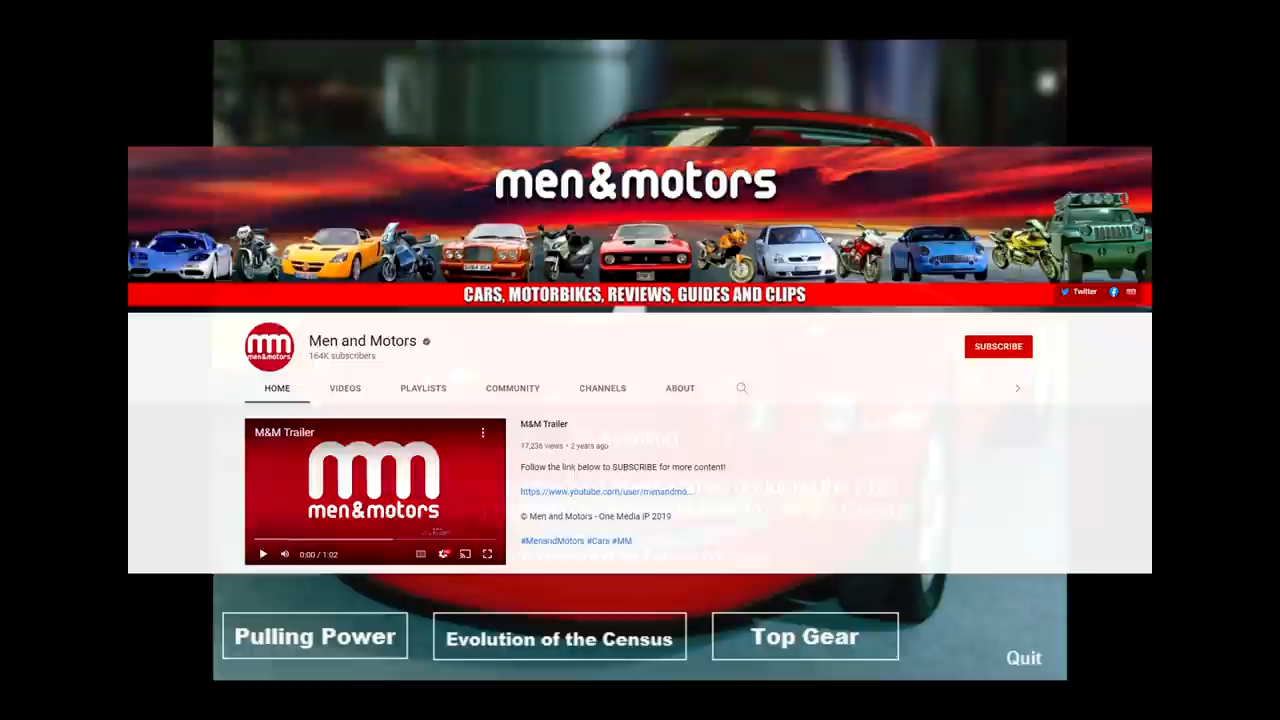 men&motors
CARS, MOTORBIKES, REVIEWS, GUIDES AND CLIPS
Twitter
MM
men&motors
Men and Motors
164K subscribers
SUBSCRIBE
HOME VIDEOS PLAYLISTS COMMUNITY CHANNELS ABOUT
M&M Trailer
MM
men&motors
0:00 / 1:02
M&M Trailer
17,236 views • 2 years ago
Follow the link below to SUBSCRIBE for more content!
https://www.youtube.com/user/menandmo...
© Men and Motors - One Media iP 2019
#MenandMotors #Cars #MM
Pulling Power
Evolution of the Census
Top Gear
Quit